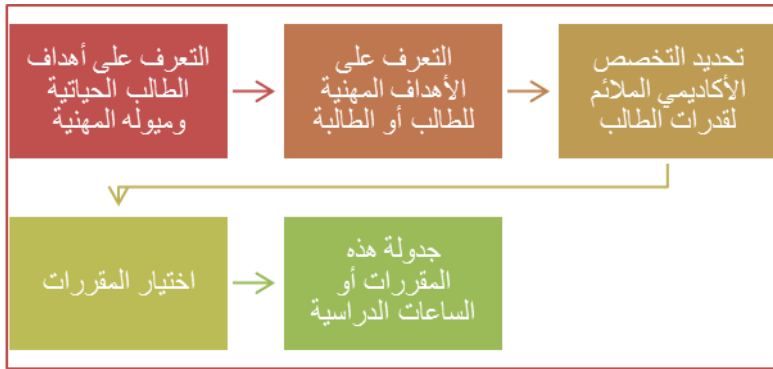 التعرف على أهداف
الطالب الحياتية
وميوله المهنية
التعرف على
الأهداف المهنية
للطالب أو الطالبة
تحديد التخصص
الأكاديمي الملائم
لقدرات الطالب
اختيار المقررات
جدولة هذه
المقررات أو
الساعات الدراسية